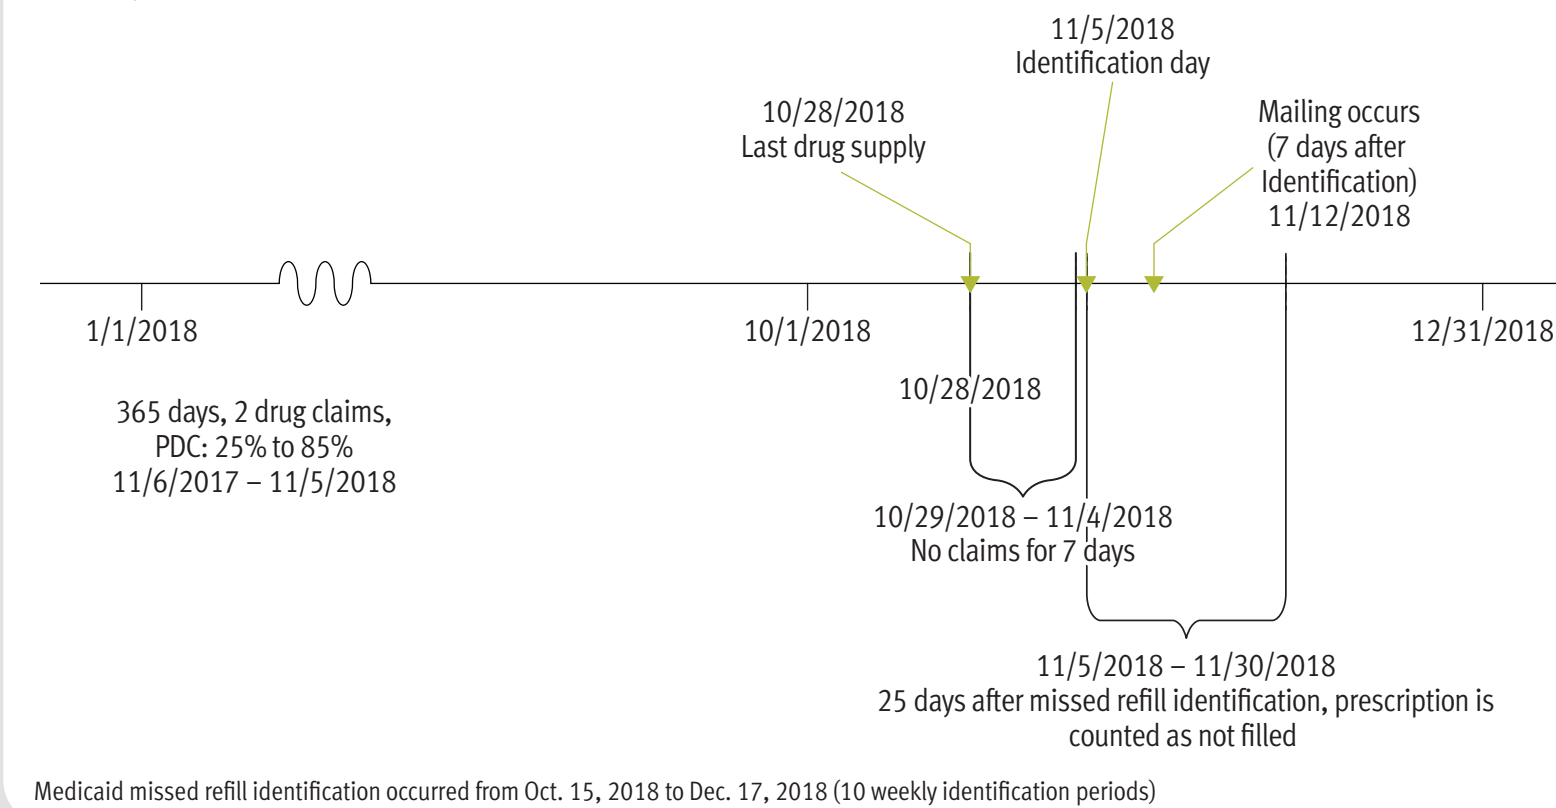 11/5/2018
Identification day
10/28/2018
Last drug supply
Mailing occurs
(7 days after
Identification)
11/12/2018
1/1/2018
10/1/2018
12/31/2018
10/28/2018
365 days, 2 drug claims,
PDC: 25% to 85%
11/6/2017 – 11/5/2018
10/29/2018 – 11/4/2018
No claims for 7 days
11/5/2018 – 11/30/2018
25 days after missed refill identification, prescription is
counted as not filled
Medicaid missed refill identification occurred from Oct. 15, 2018 to Dec. 17, 2018 (10 weekly identification periods)